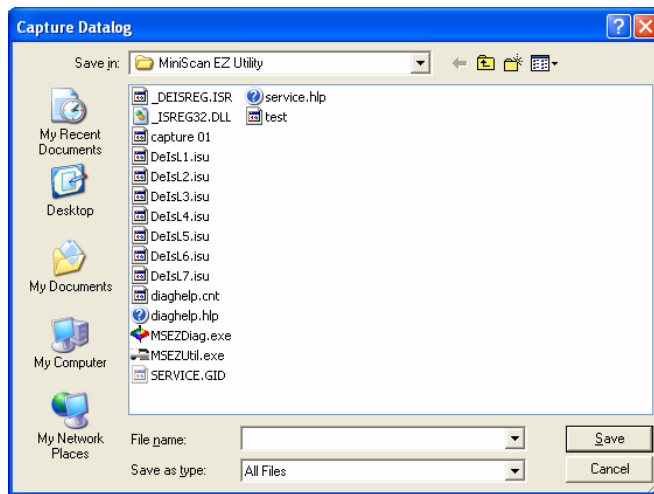 Capture Datalog
Save in:
MiniScan EZ Utility
My Recent
Documents
Desktop
My Documents
My Computer
My Network
Places
_DEISREG.ISR
_ISREG32.DLL
capture 01
DeIsL1.isu
DeIsL2.isu
DeIsL3.isu
DeIsL4.isu
DeIsL5.isu
DeIsL6.isu
DeIsL7.isu
diaghelp.cnt
diaghelp.hlp
MSEZDiag.exe
MSEZUtil.exe
SERVICE.GID
service.hlp
test
File name:
Save
Save as type:
All Files
Cancel